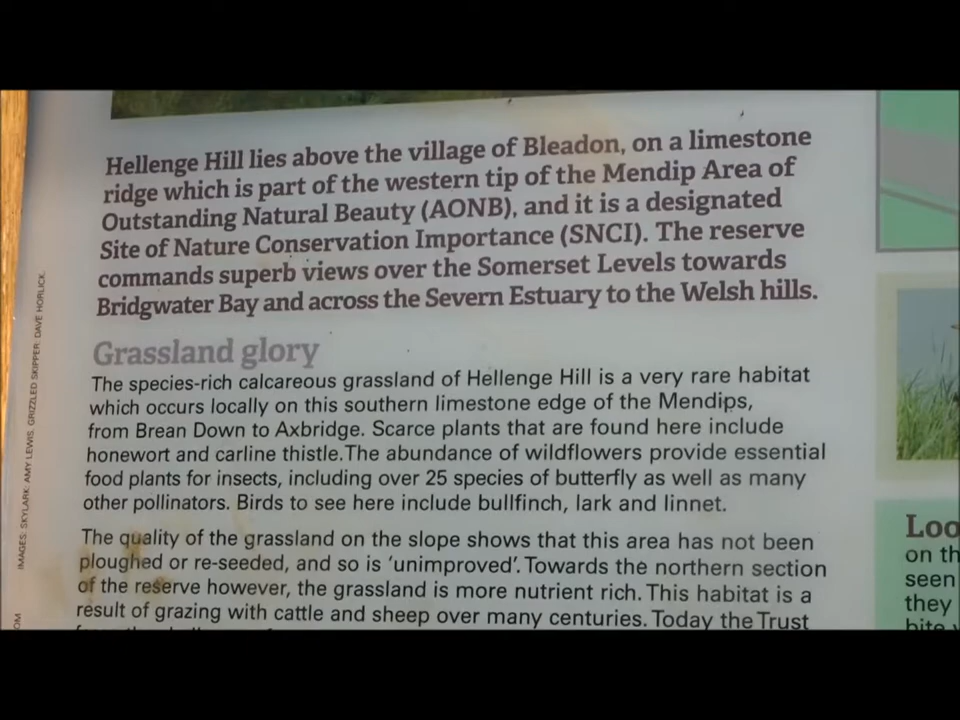 Hellenge Hill lies above the village of Bleadon, on a limestone
ridge which is part of the western tip of the Mendip Area of
Outstanding Natural Beauty (AONB), and it is a designated
Site of Nature Conservation Importance (SNCI). The reserve
commands superb views over the Somerset Levels towards
Bridgwater Bay and across the Severn Estuary to the Welsh hills.
Grassland glory
The species-rich calcareous grassland of Hellenge Hill is a very rare habitat
which occurs locally on this southern limestone edge of the Mendips,
from Brean Down to Axbridge. Scarce plants that are found here include
honewort and carline thistle.The abundance of wildflowers provide essential
food plants for insects, including over 25 species of butterfly as well as many
other pollinators. Birds to see here include bullfinch, lark and linnet.
The quality of the grassland on the slope shows that this area has not been
ploughed or re-seeded, and so is 'unimproved'. Towards the northern section
of the reserve however, the grassland is more nutrient rich. This habitat is a
result of grazing with cattle and sheep over many centuries. Today the Trust
IMAGES: SKYLARK: AMY LEWIS. GRIZZLED SKIPPER: DAVE HORLICK.
OM
Loo
on th
seen
they
bite